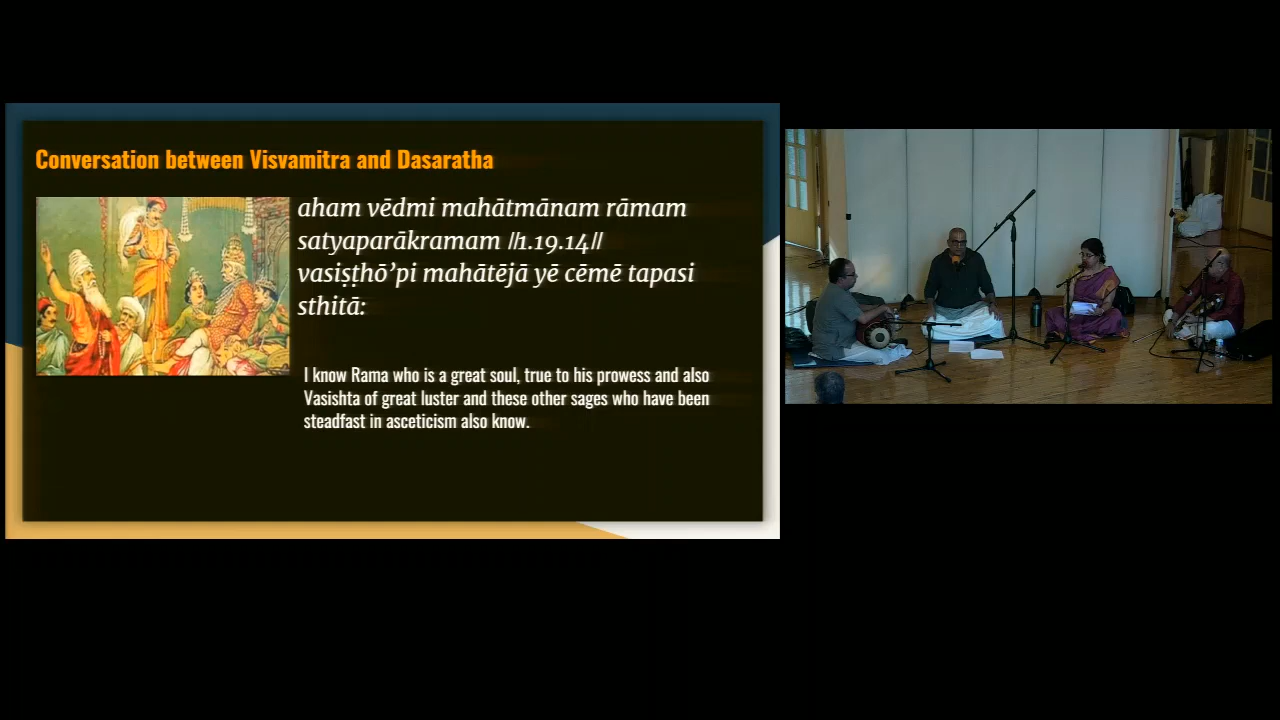 Conversation between Visvamitra and Dasaratha
aham vēdmi mahātmānam rāmam
satyaparākramam //1.19.14//
vasiṣṭhō’pi mahātējā yē cēmē tapasi
sthitā:
I know Rama who is a great soul, true to his prowess and also
Vasishta of great luster and these other sages who have been
steadfast in asceticism also know.